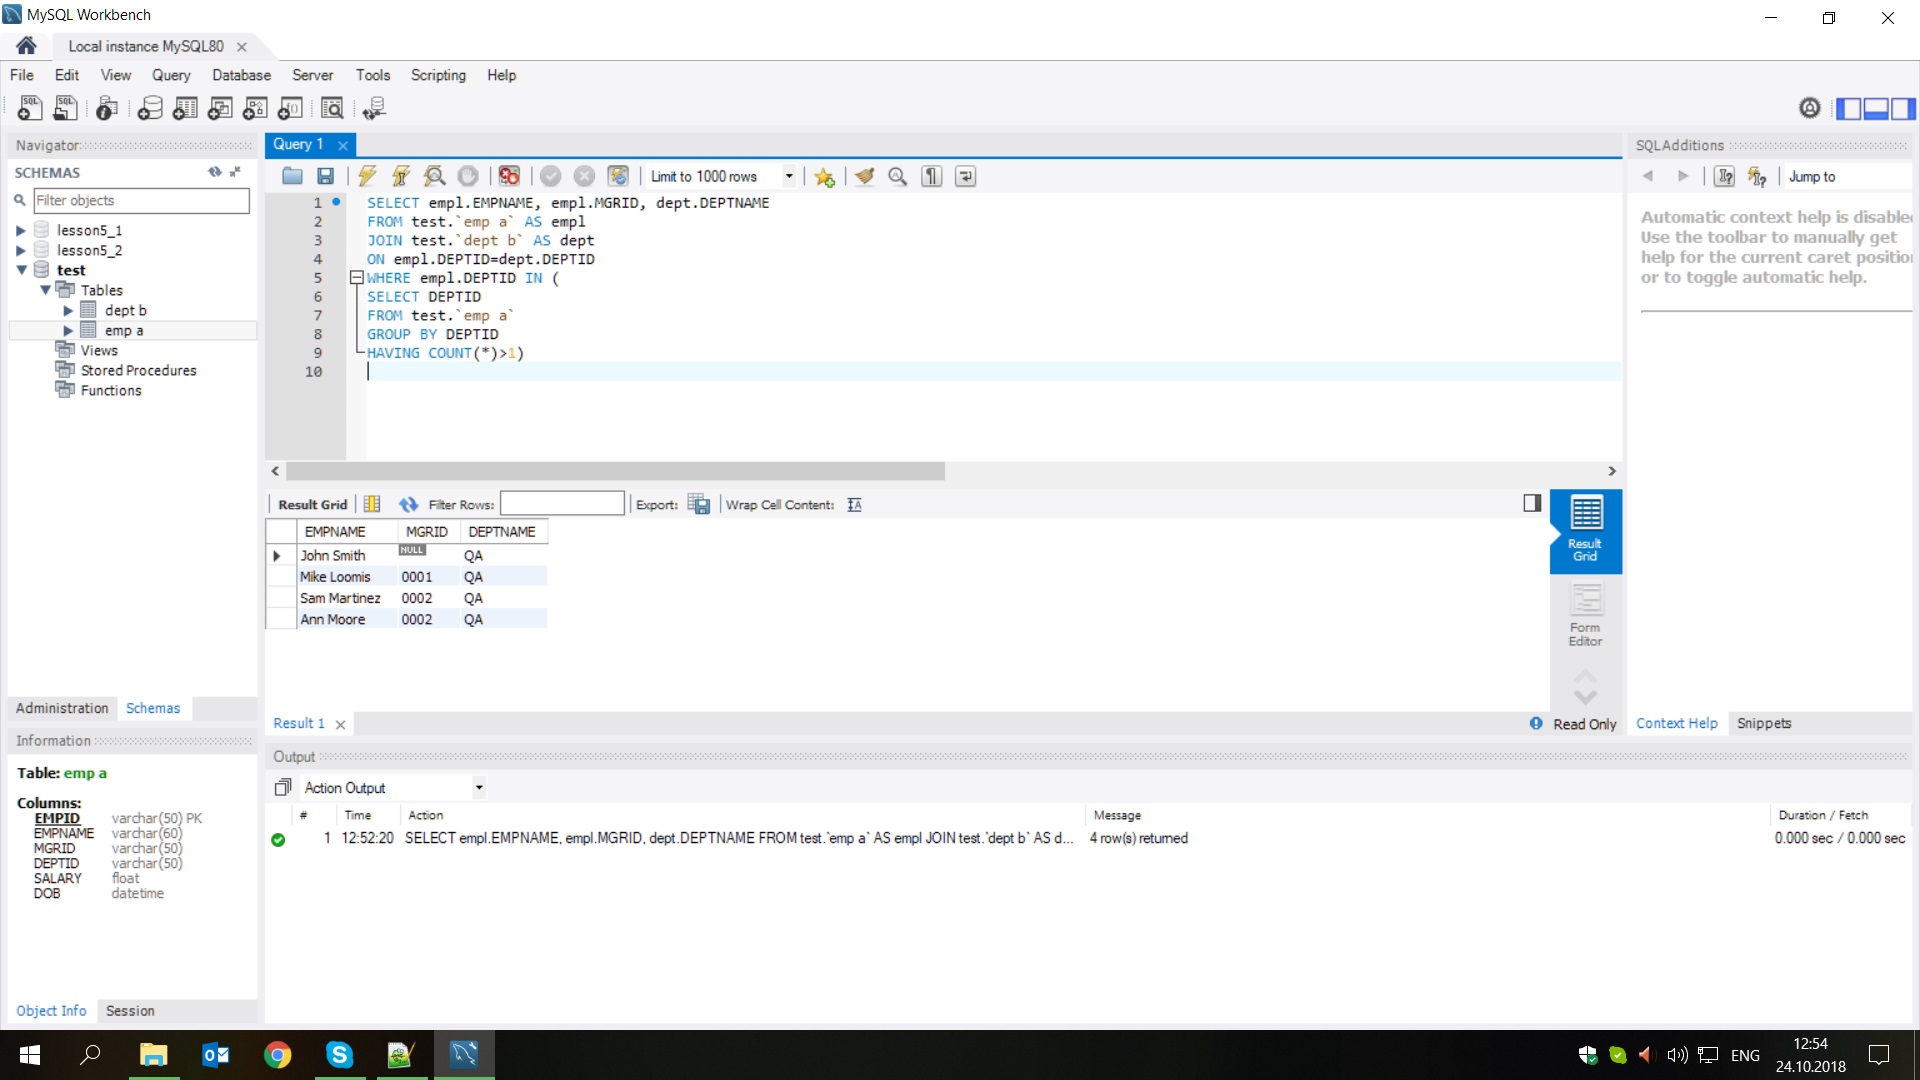 MySQL Workbench
Local instance MySQL80
File Edit View Query Database Server Tools Scripting Help
Navigator
SCHEMAS
Filter objects
lesson5_1
lesson5_2
test
Tables
dept b
emp a
Views
Stored Procedures
Functions
Administration Schemas
Information
Table: emp a
Columns:
EMPID varchar(50) PK
EMPNAME varchar(60)
MGRID varchar(50)
DEPTID varchar(50)
SALARY float
DOB datetime
Object Info Session
Query 1
Limit to 1000 rows
1 SELECT empl.EMPNAME, empl.MGRID, dept.DEPTNAME
2 FROM test.`emp a` AS empl
3 JOIN test.`dept b` AS dept
4 ON empl.DEPTID=dept.DEPTID
5 WHERE empl.DEPTID IN (
6 SELECT DEPTID
7 FROM test.`emp a`
8 GROUP BY DEPTID
9 HAVING COUNT(*)>1)
10
Result Grid Filter Rows: Export: Wrap Cell Content:
EMPNAME MGRID DEPTNAME
John Smith NULL QA
Mike Loomis 0001 QA
Sam Martinez 0002 QA
Ann Moore 0002 QA
Result
Grid
Form
Editor
Result 1
Read Only
Output
Action Output
# Time Action Message Duration / Fetch
1 12:52:20 SELECT empl.EMPNAME, empl.MGRID, dept.DEPTNAME FROM test.`emp a` AS empl JOIN test.`dept b` AS d... 4 row(s) returned 0.000 sec / 0.000 sec
SQLAdditions
Jump to
Automatic context help is disable
Use the toolbar to manually get
help for the current caret positio
or to toggle automatic help.
Context Help Snippets
ENG
12:54
24.10.2018